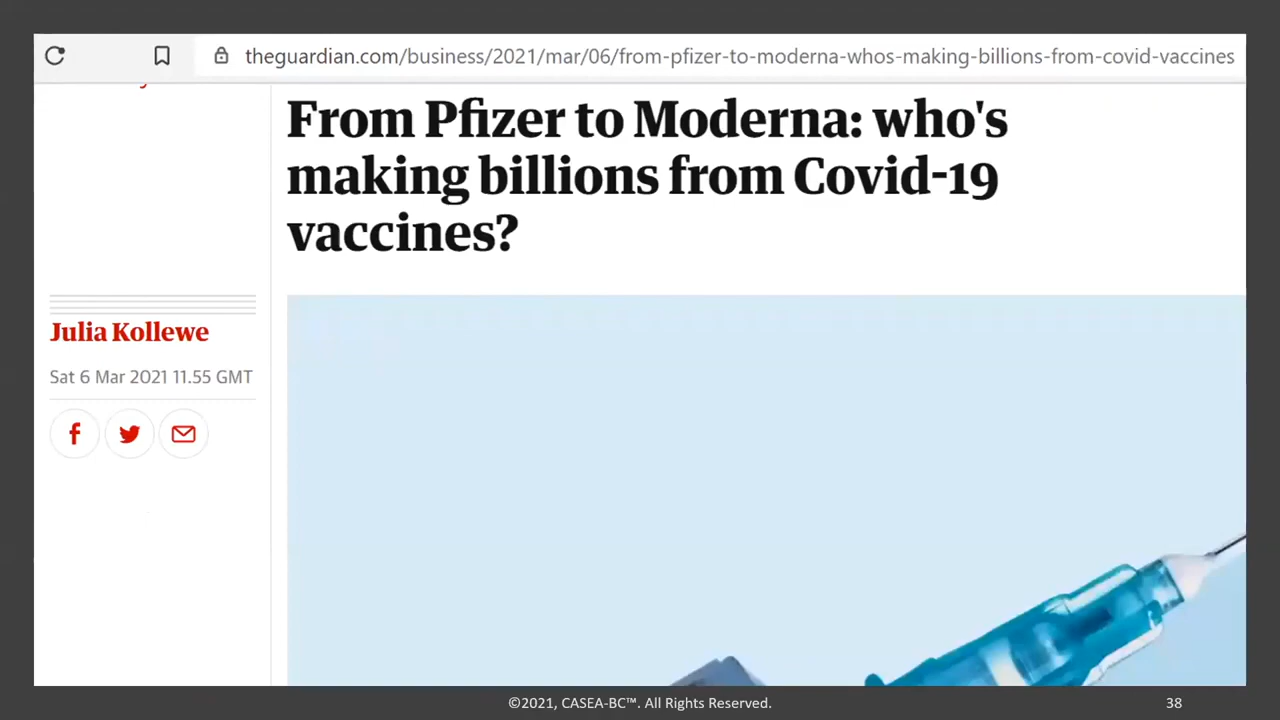 theguardian.com/business/2021/mar/06/from-pfizer-to-moderna-whos-making-billions-from-covid-vaccines
From Pfizer to Moderna: who's
making billions from Covid-19
vaccines?
Julia Kollewe
Sat 6 Mar 2021 11.55 GMT
©2021, CASEA-BC™. All Rights Reserved.
38